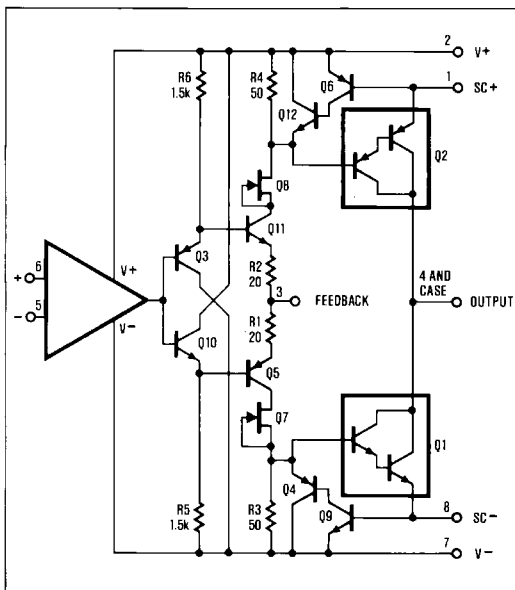 2 V+
R6 1.5k
R4 50
Q6
1 SC+
Q12
Q2
Q8
Q3
Q11
V+
+ 6
- 5
R2 20
3 FEEDBACK
4 AND CASE
OUTPUT
V-
R1 20
Q10
Q5
Q7
Q1
Q4
Q9
8 SC-
R5 1.5k
R3 50
7 V-